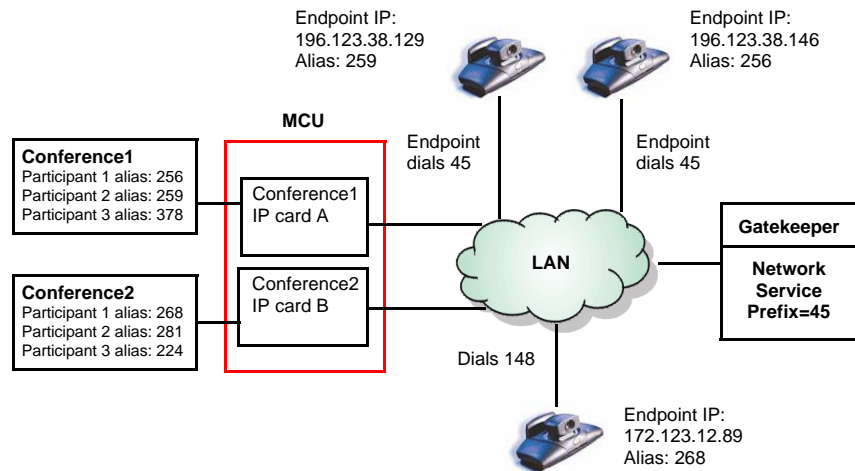 Endpoint IP:
196.123.38.129
Alias: 259
Endpoint IP:
196.123.38.146
Alias: 256
MCU
Endpoint
dials 45
Endpoint
dials 45
Conference1
Participant 1 alias: 256
Participant 2 alias: 259
Participant 3 alias: 378
Conference1
IP card A
Conference2
IP card B
Conference2
Participant 1 alias: 268
Participant 2 alias: 281
Participant 3 alias: 224
LAN
Gatekeeper
Network
Service
Prefix=45
Dials 148
Endpoint IP:
172.123.12.89
Alias: 268